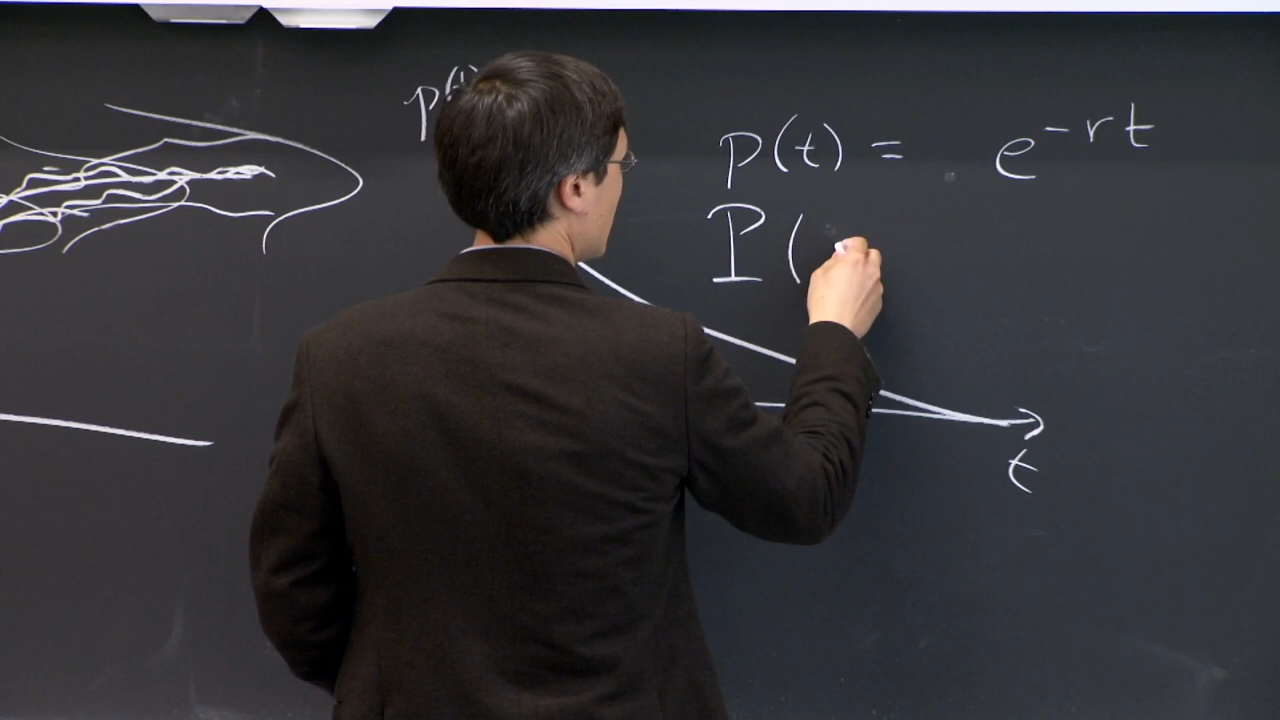 p(t)
p(t) = e^{-rt}
P(
t